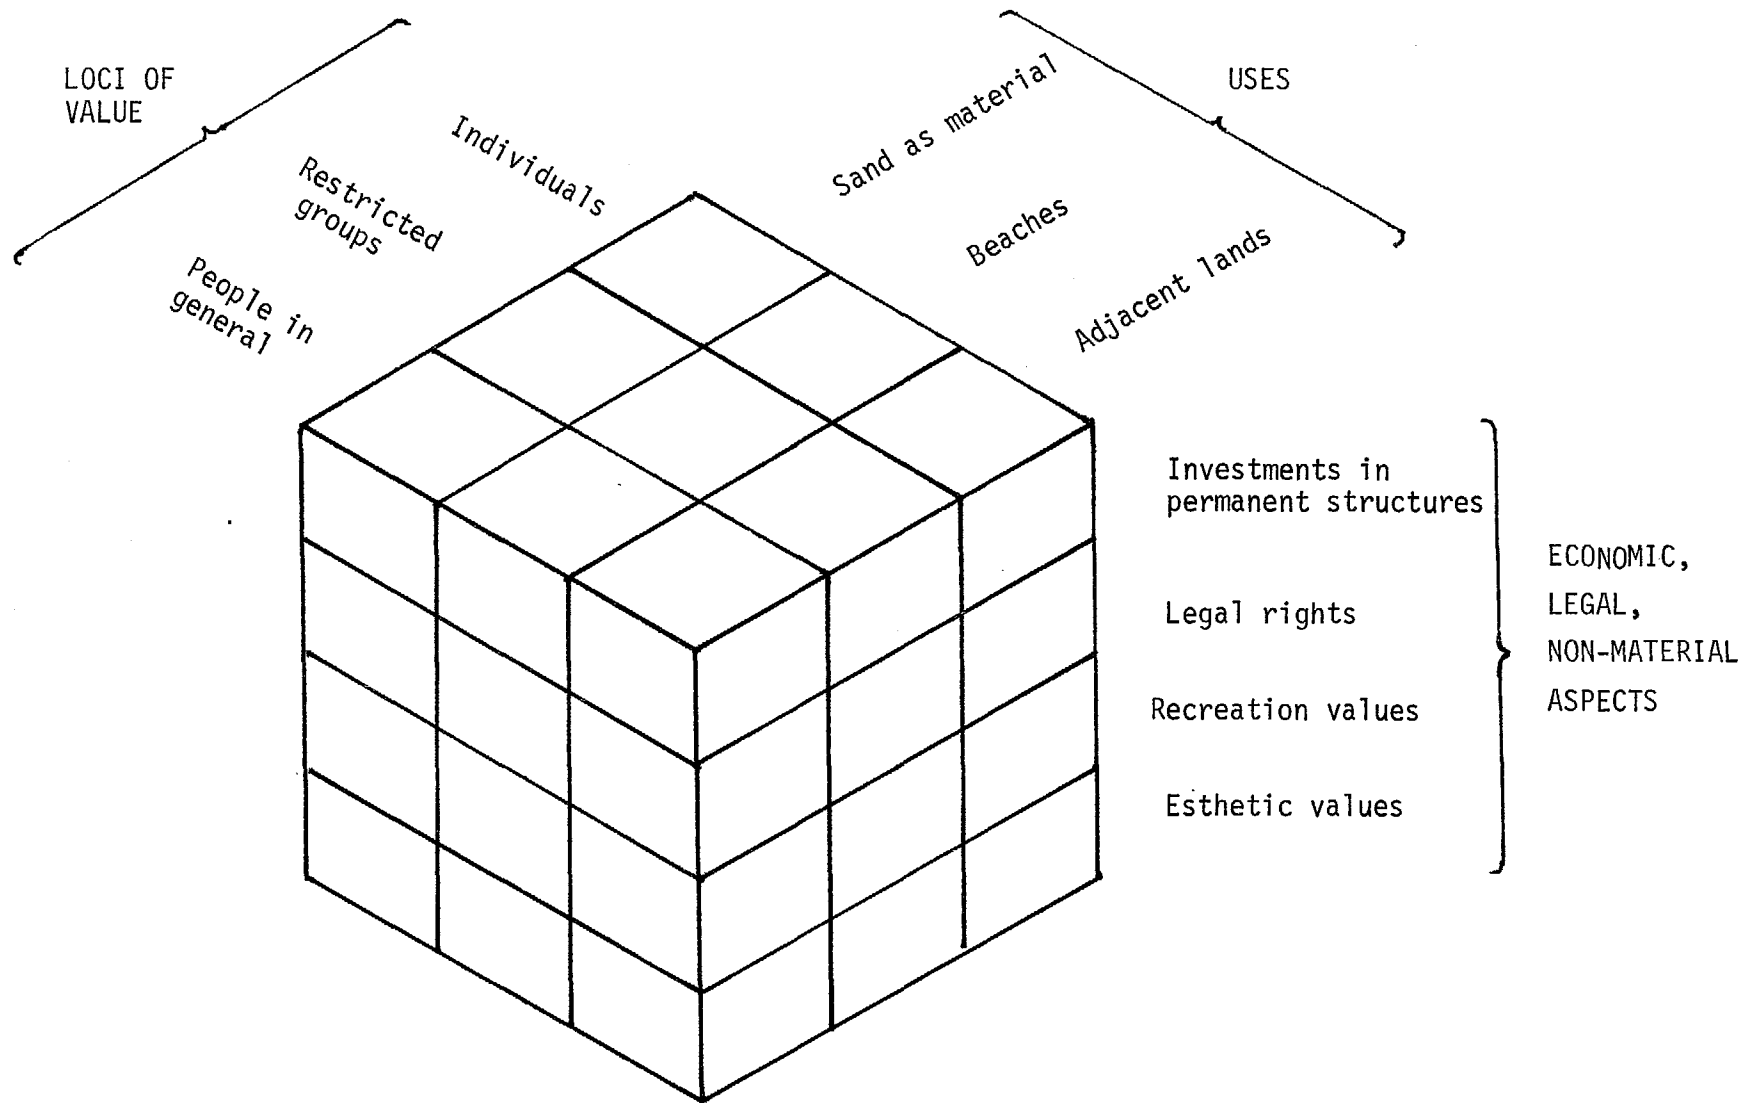 LOCI OF
VALUE
Individuals
Restricted
groups
People in
general
USES
Sand as material
Beaches
Adjacent lands
Investments in
permanent structures
Legal rights
Recreation values
Esthetic values
ECONOMIC,
LEGAL,
NON-MATERIAL
ASPECTS